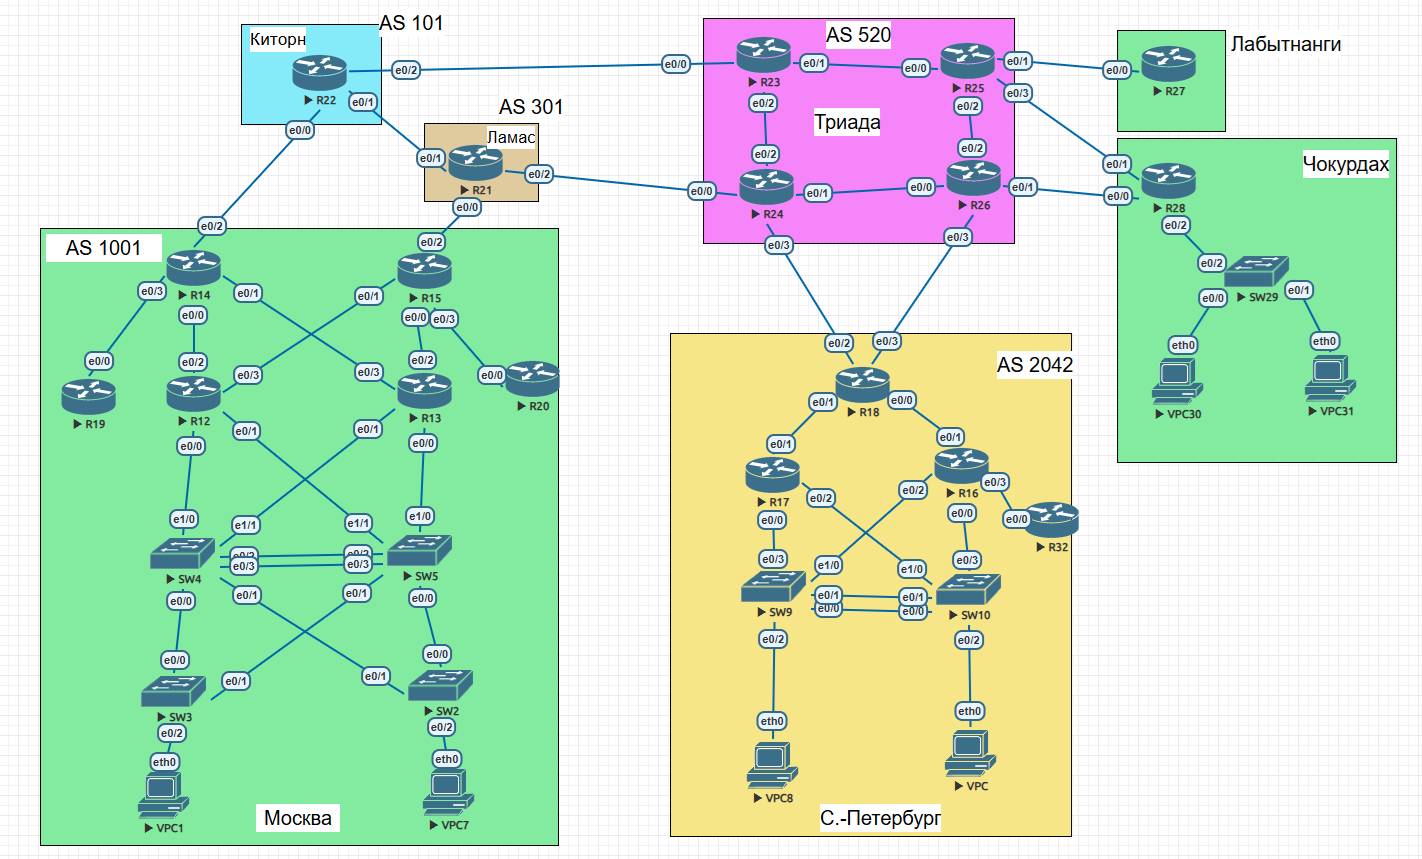 AS 101
Киторн
R22
e0/2
e0/1
e0/0
AS 301
Ламас
R21
e0/1
e0/2
e0/0
AS 520
Триада
R23
e0/0
e0/1
e0/2
R25
e0/0
e0/1
e0/3
e0/2
R24
e0/2
e0/0
e0/1
e0/3
R26
e0/2
e0/0
e0/1
e0/3
Лабытнанги
R27
e0/0
Чокурдах
R28
e0/1
e0/0
e0/2
SW29
e0/2
e0/0
e0/1
eth0
VPC30
eth0
VPC31
AS 1001
R14
e0/2
e0/3
e0/1
e0/0
R15
e0/2
e0/1
e0/0
e0/3
R19
e0/0
R12
e0/2
e0/3
e0/1
e0/0
R13
e0/2
e0/3
e0/1
e0/0
R20
e0/0
SW4
e1/0
e1/1
e0/2
e0/3
e0/0
e0/1
SW5
e1/1
e1/0
e0/2
e0/3
e0/1
e0/0
SW3
e0/0
e0/1
e0/2
SW2
e0/0
e0/1
e0/2
eth0
VPC1
eth0
VPC7
Москва
AS 2042
R18
e0/2
e0/3
e0/1
e0/0
R17
e0/1
e0/2
e0/0
R16
e0/1
e0/2
e0/3
e0/0
R32
e0/0
SW9
e0/3
e1/0
e0/1
e0/0
e0/2
SW10
e1/0
e0/3
e0/1
e0/0
e0/2
eth0
VPC8
eth0
VPC
С.-Петербург